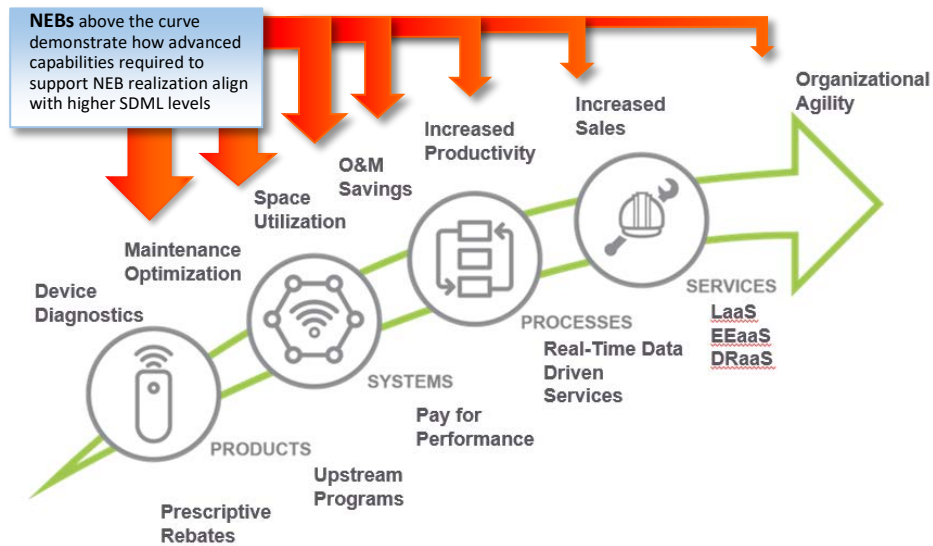 NEBs above the curve
demonstrate how advanced
capabilities required to
support NEB realization align
with higher SDML levels
Organizational
Agility
Increased
Sales
Increased
Productivity
O&M
Savings
Space
Utilization
Maintenance
Optimization
Device
Diagnostics
SERVICES
LaaS
EEaaS
DRaaS
PROCESSES
Real-Time Data
Driven
Services
SYSTEMS
Pay for
Performance
PRODUCTS
Upstream
Programs
Prescriptive
Rebates